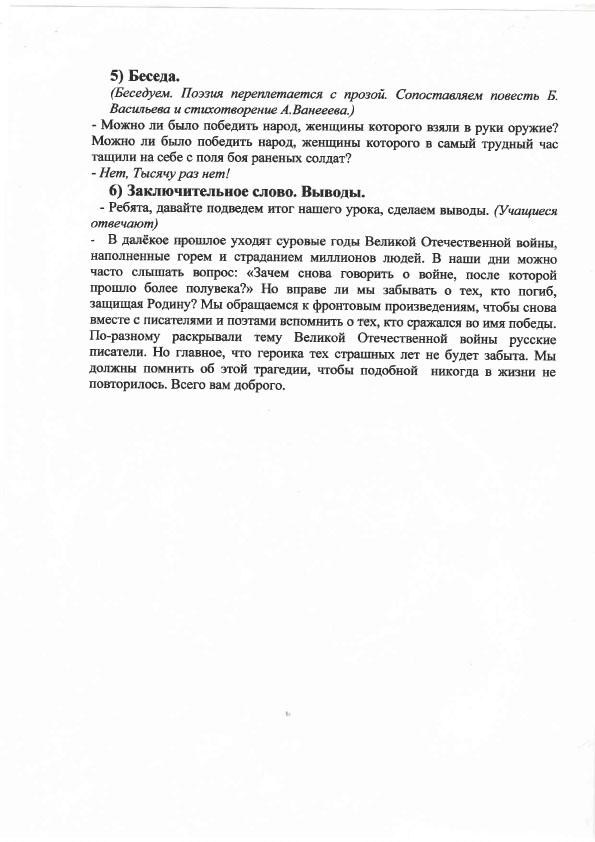 5) Беседа.
(Беседуем. Поэзия переплетается с прозой. Сопоставляем повесть Б.
Васильева и стихотворение А.Ванеева.)
- Можно ли было победить народ, женщины которого взяли в руки оружие?
Можно ли было победить народ, женщины которого в самый трудный час
тащили на себе с поля боя раненых солдат?
- Нет, Тысячу раз нет!
6) Заключительное слово. Выводы.
- Ребята, давайте подведем итог нашего урока, сделаем выводы. (Учащиеся
отвечают)
- В далёкое прошлое уходят суровые годы Великой Отечественной войны,
наполненные горем и страданием миллионов людей. В наши дни можно
часто слышать вопрос: «Зачем снова говорить о войне, после которой
прошло более полувека?» Но вправе ли мы забывать о тех, кто погиб,
защищая Родину? Мы обращаемся к фронтовым произведениям, чтобы снова
вместе с писателями и поэтами вспомнить о тех, кто сражался во имя победы.
По-разному раскрывали тему Великой Отечественной войны русские
писатели. Но главное, что героика тех страшных лет не будет забыта. Мы
должны помнить об этой трагедии, чтобы подобной никогда в жизни не
повторилось. Всего вам доброго.